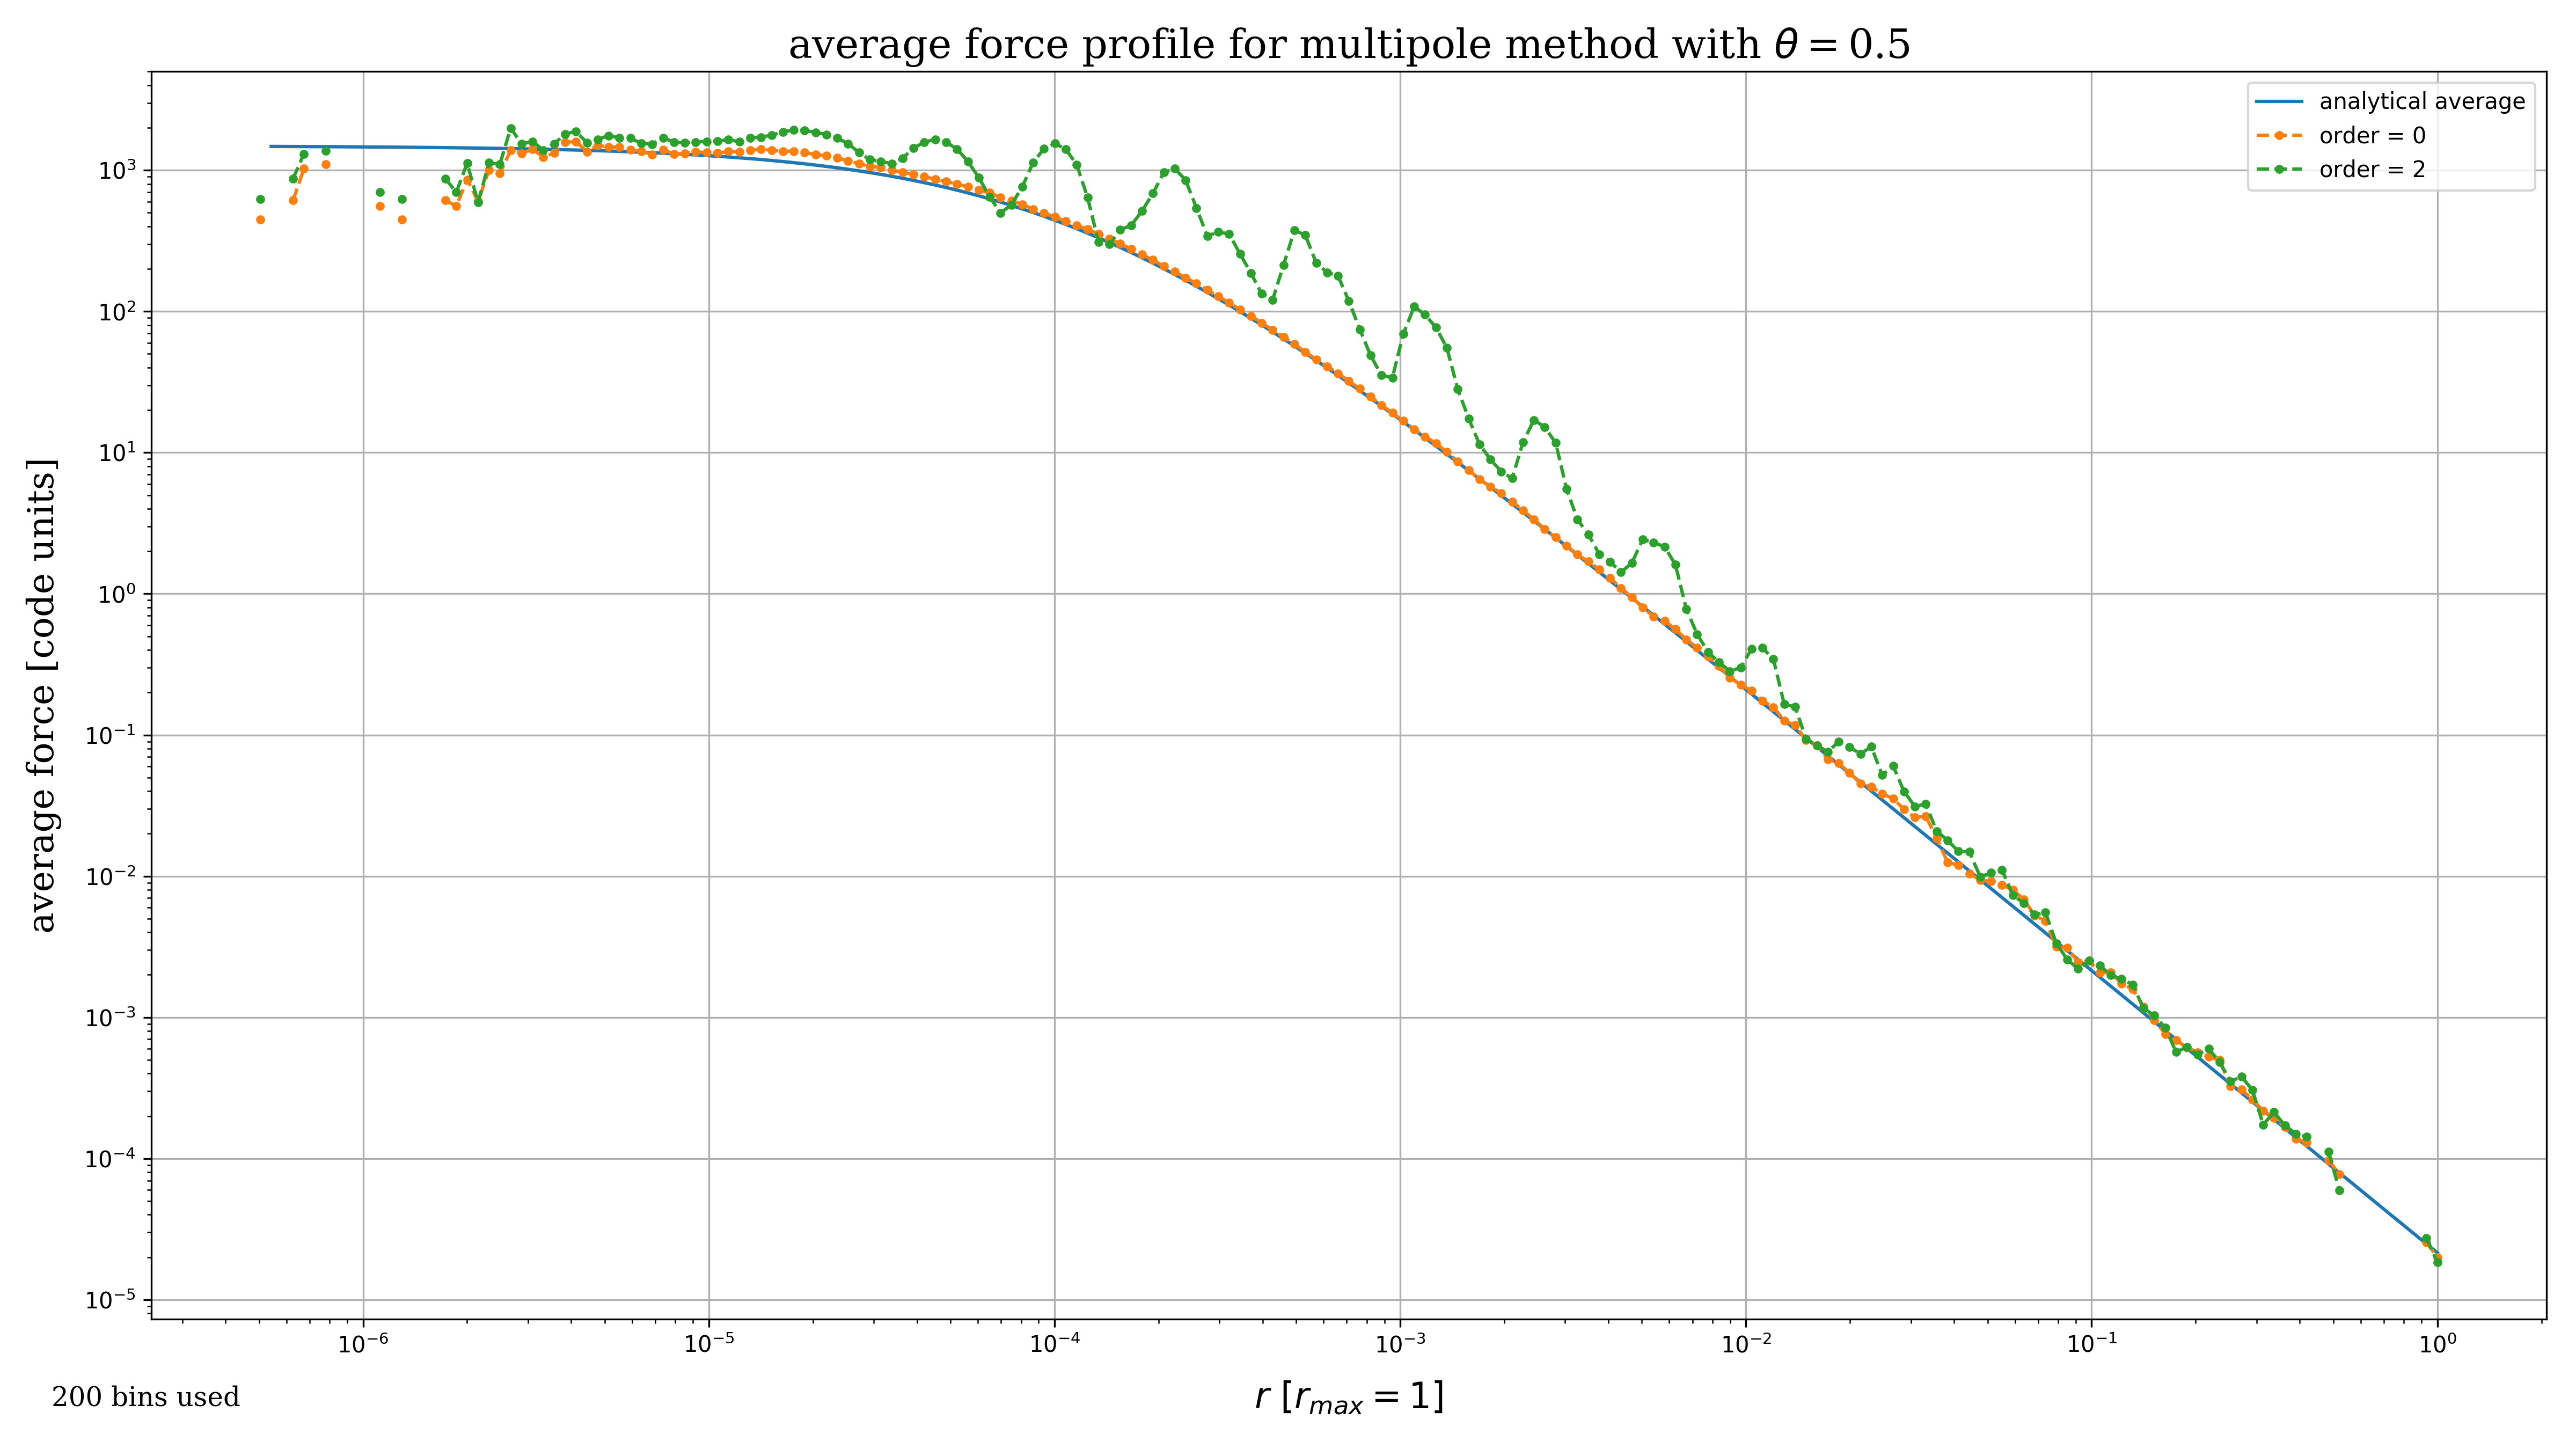 average force profile for multipole method with θ = 0.5
analytical average
order = 0
order = 2
average force [code units]
10³
10²
10¹
10⁰
10⁻¹
10⁻²
10⁻³
10⁻⁴
10⁻⁵
10⁻⁶ 10⁻⁵ 10⁻⁴ 10⁻³ 10⁻² 10⁻¹ 10⁰
r [r_max = 1]
200 bins used